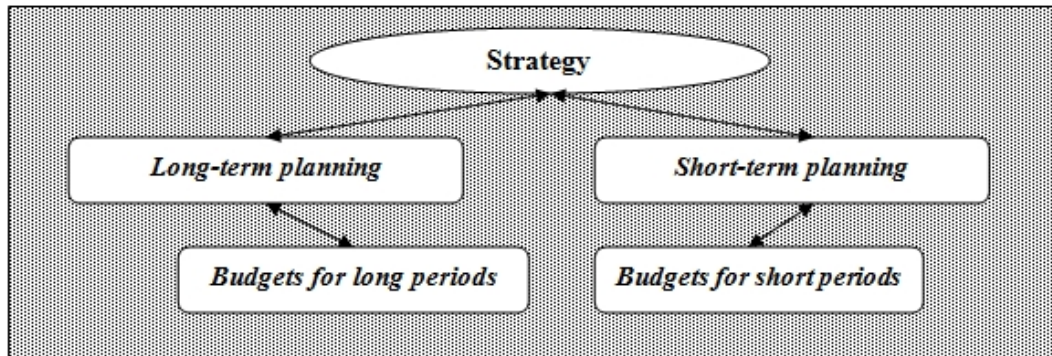 Strategy
Long-term planning
Short-term planning
Budgets for long periods
Budgets for short periods